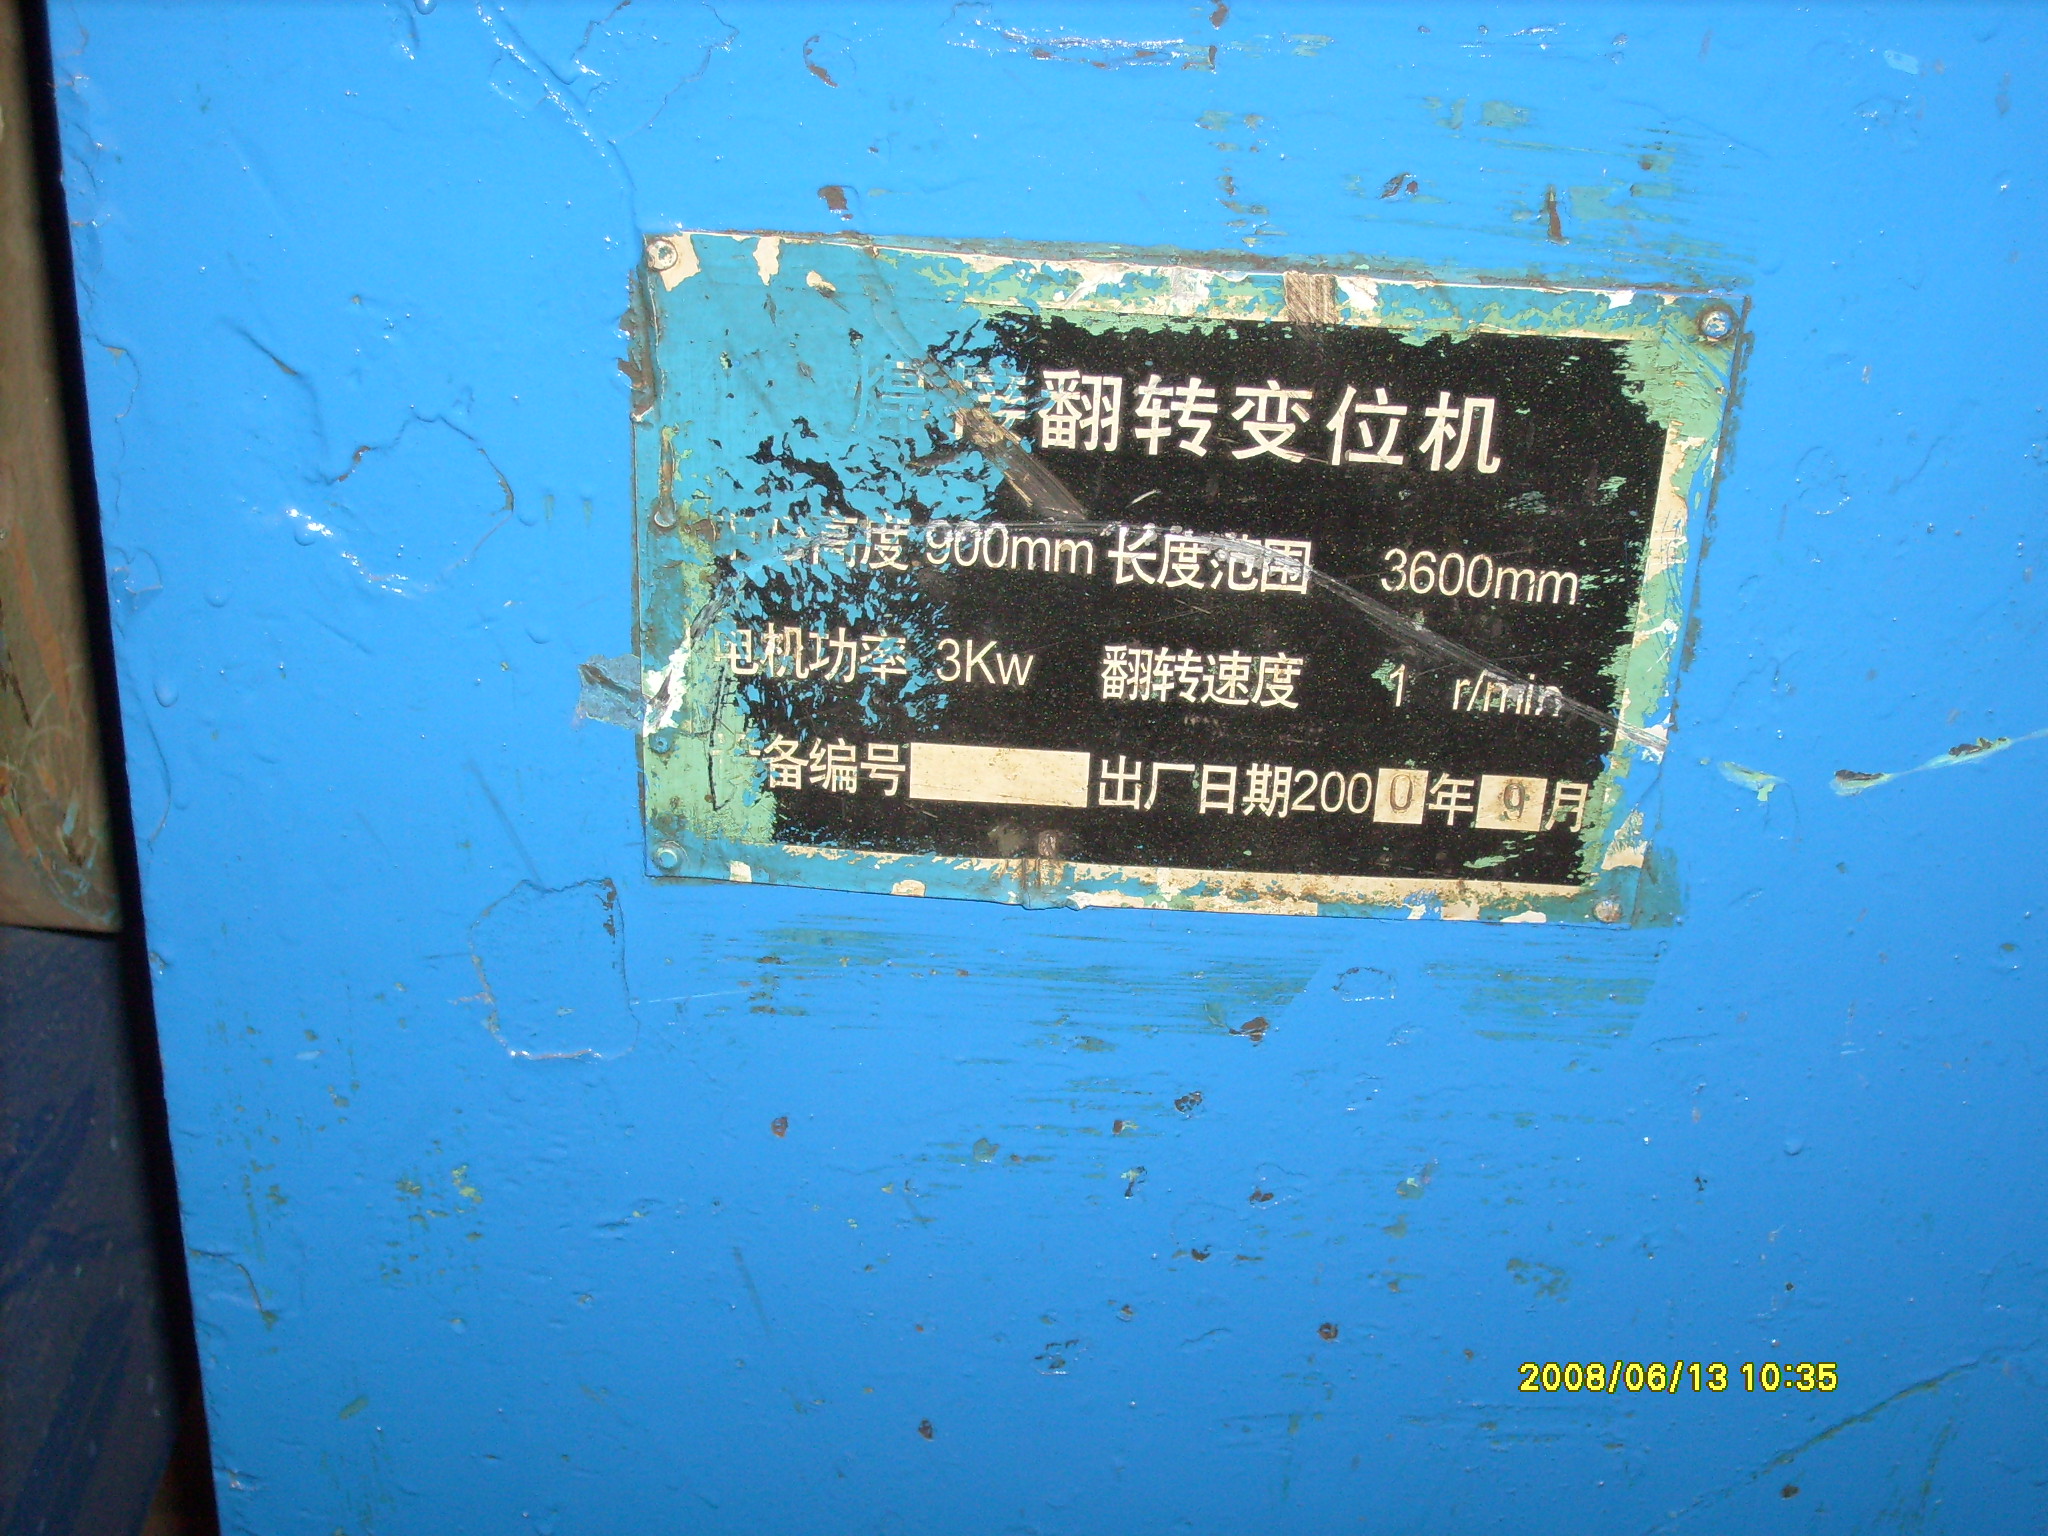 翻转变位机
高度 900mm 长度范围 3600mm
电机功率 3Kw 翻转速度 1 r/min
备编号 出厂日期2000年9月
2008/06/13 10:35